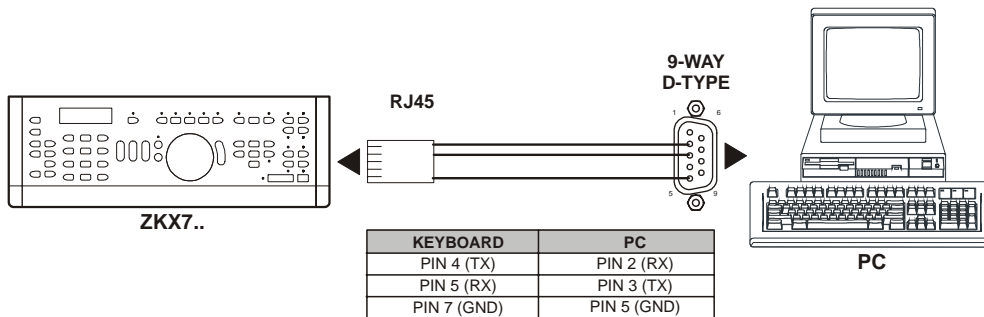 9-WAY
D-TYPE
RJ45
1 6
5 9
ZKX7..
PC
KEYBOARD PC
PIN 4 (TX) PIN 2 (RX)
PIN 5 (RX) PIN 3 (TX)
PIN 7 (GND) PIN 5 (GND)